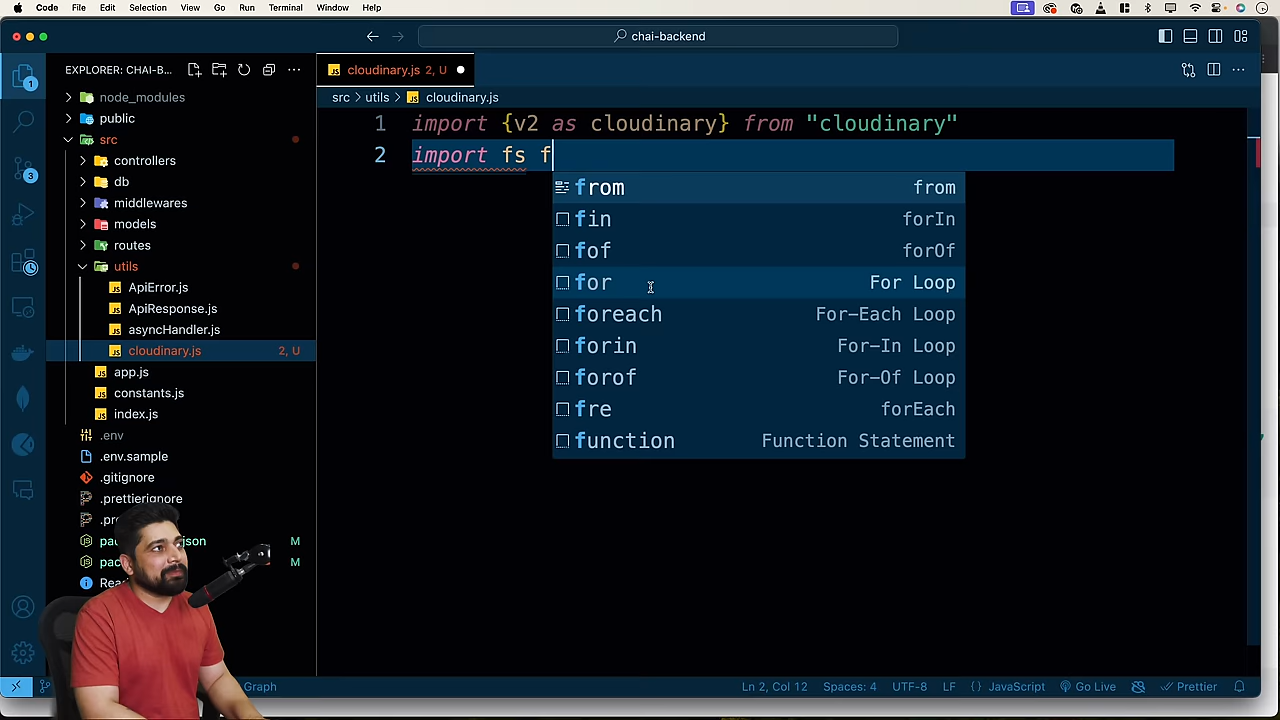 Code File Edit Selection View Go Run Terminal Window Help
chai-backend
EXPLORER: CHAI-B...
cloudinary.js 2, U
src > utils > cloudinary.js
node_modules
public
src
controllers
db
middlewares
models
routes
utils
ApiError.js
ApiResponse.js
asyncHandler.js
cloudinary.js 2, U
app.js
constants.js
index.js
.env
.env.sample
.gitignore
.prettierignore
M
M
1
3
1 import {v2 as cloudinary} from "cloudinary"
2 import fs f
from from
fin forIn
fof forOf
for For Loop
foreach For-Each Loop
forin For-In Loop
forof For-Of Loop
fre forEach
function Function Statement
Graph
Ln 2, Col 12 Spaces: 4 UTF-8 LF {} JavaScript Go Live Prettier